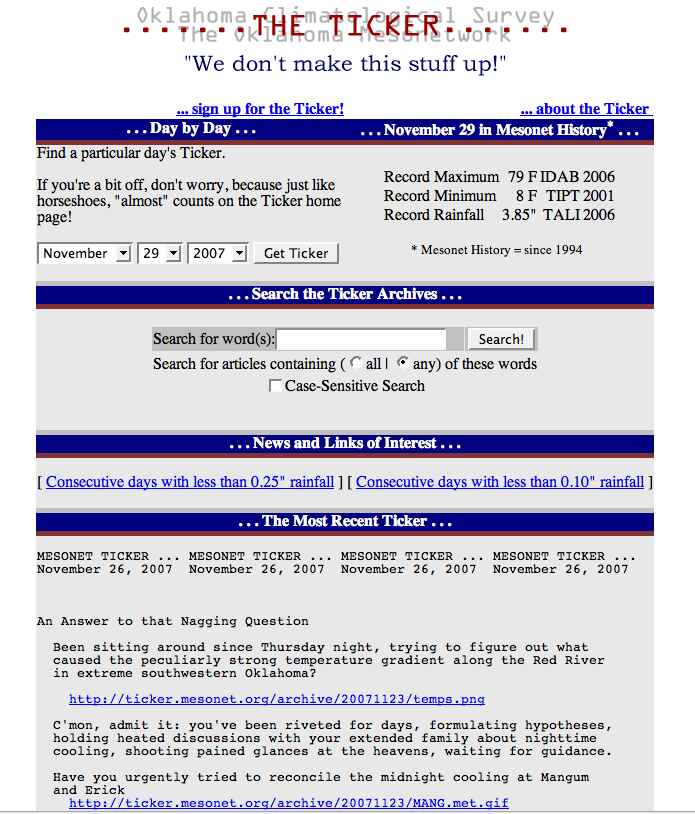 Oklahoma Climatological Survey
. . . . . . . THE TICKER. . . . . . . .
The Oklahoma Mesonetwork
"We don't make this stuff up!"
... sign up for the Ticker! ... about the Ticker
. . . Day by Day . . . . . . November 29 in Mesonet History* . . .
Find a particular day's Ticker.
If you're a bit off, don't worry, because just like
horseshoes, "almost" counts on the Ticker home
page!
November 29 2007 Get Ticker
Record Maximum 79 F IDAB 2006
Record Minimum 8 F TIPT 2001
Record Rainfall 3.85" TALI 2006
* Mesonet History = since 1994
. . . Search the Ticker Archives . . .
Search for word(s): Search!
Search for articles containing ( all | any) of these words
Case-Sensitive Search
. . . News and Links of Interest . . .
[ Consecutive days with less than 0.25" rainfall ] [ Consecutive days with less than 0.10" rainfall ]
. . . The Most Recent Ticker . . .
MESONET TICKER ... MESONET TICKER ... MESONET TICKER ... MESONET TICKER ...
November 26, 2007 November 26, 2007 November 26, 2007 November 26, 2007
An Answer to that Nagging Question
Been sitting around since Thursday night, trying to figure out what
caused the peculiarly strong temperature gradient along the Red River
in extreme southwestern Oklahoma?
http://ticker.mesonet.org/archive/20071123/temps.png
C'mon, admit it: you've been riveted for days, formulating hypotheses,
holding heated discussions with your extended family about nighttime
cooling, shooting pained glances at the heavens, waiting for guidance.
Have you urgently tried to reconcile the midnight cooling at Mangum
and Erick
http://ticker.mesonet.org/archive/20071123/MANG.met.gif